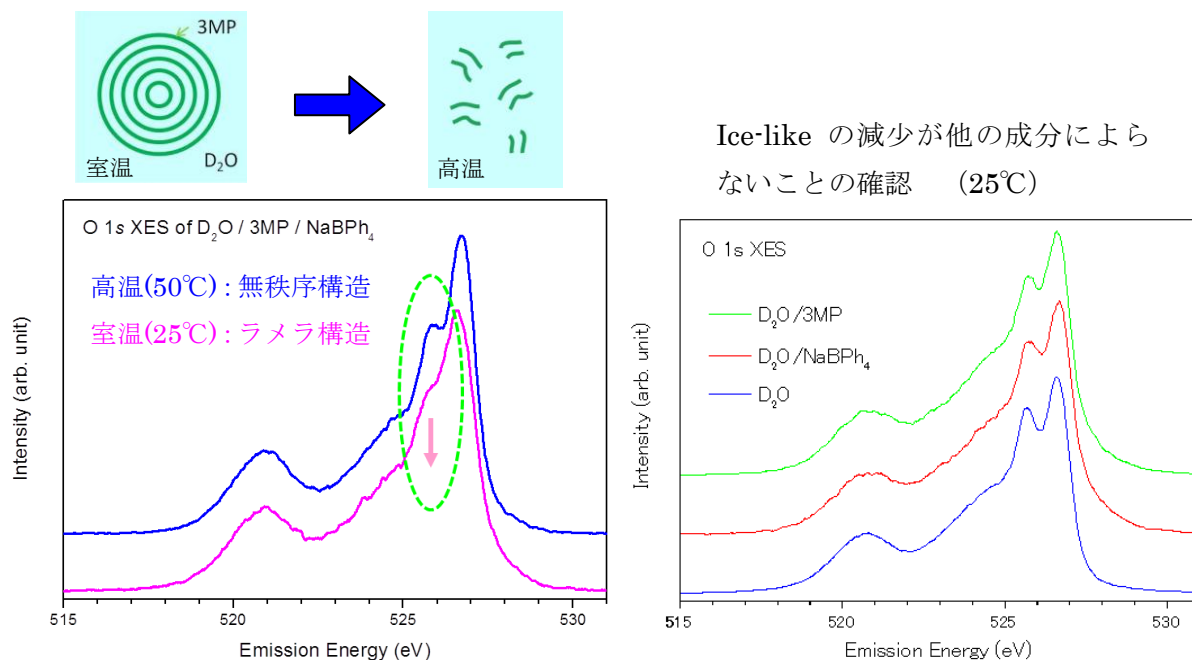 3MP
D₂O
室温
高温
Ice-like の減少が他の成分によら
ないことの確認 (25℃)
O 1s XES of D₂O / 3MP / NaBPh₄
高温(50℃) : 無秩序構造
室温(25℃) : ラメラ構造
Intensity (arb. unit)
515 520 525 530
Emission Energy (eV)
O 1s XES
D₂O/3MP
D₂O/NaBPh₄
D₂O
Intensity (arb. unit)
515 520 525 530
Emission Energy (eV)